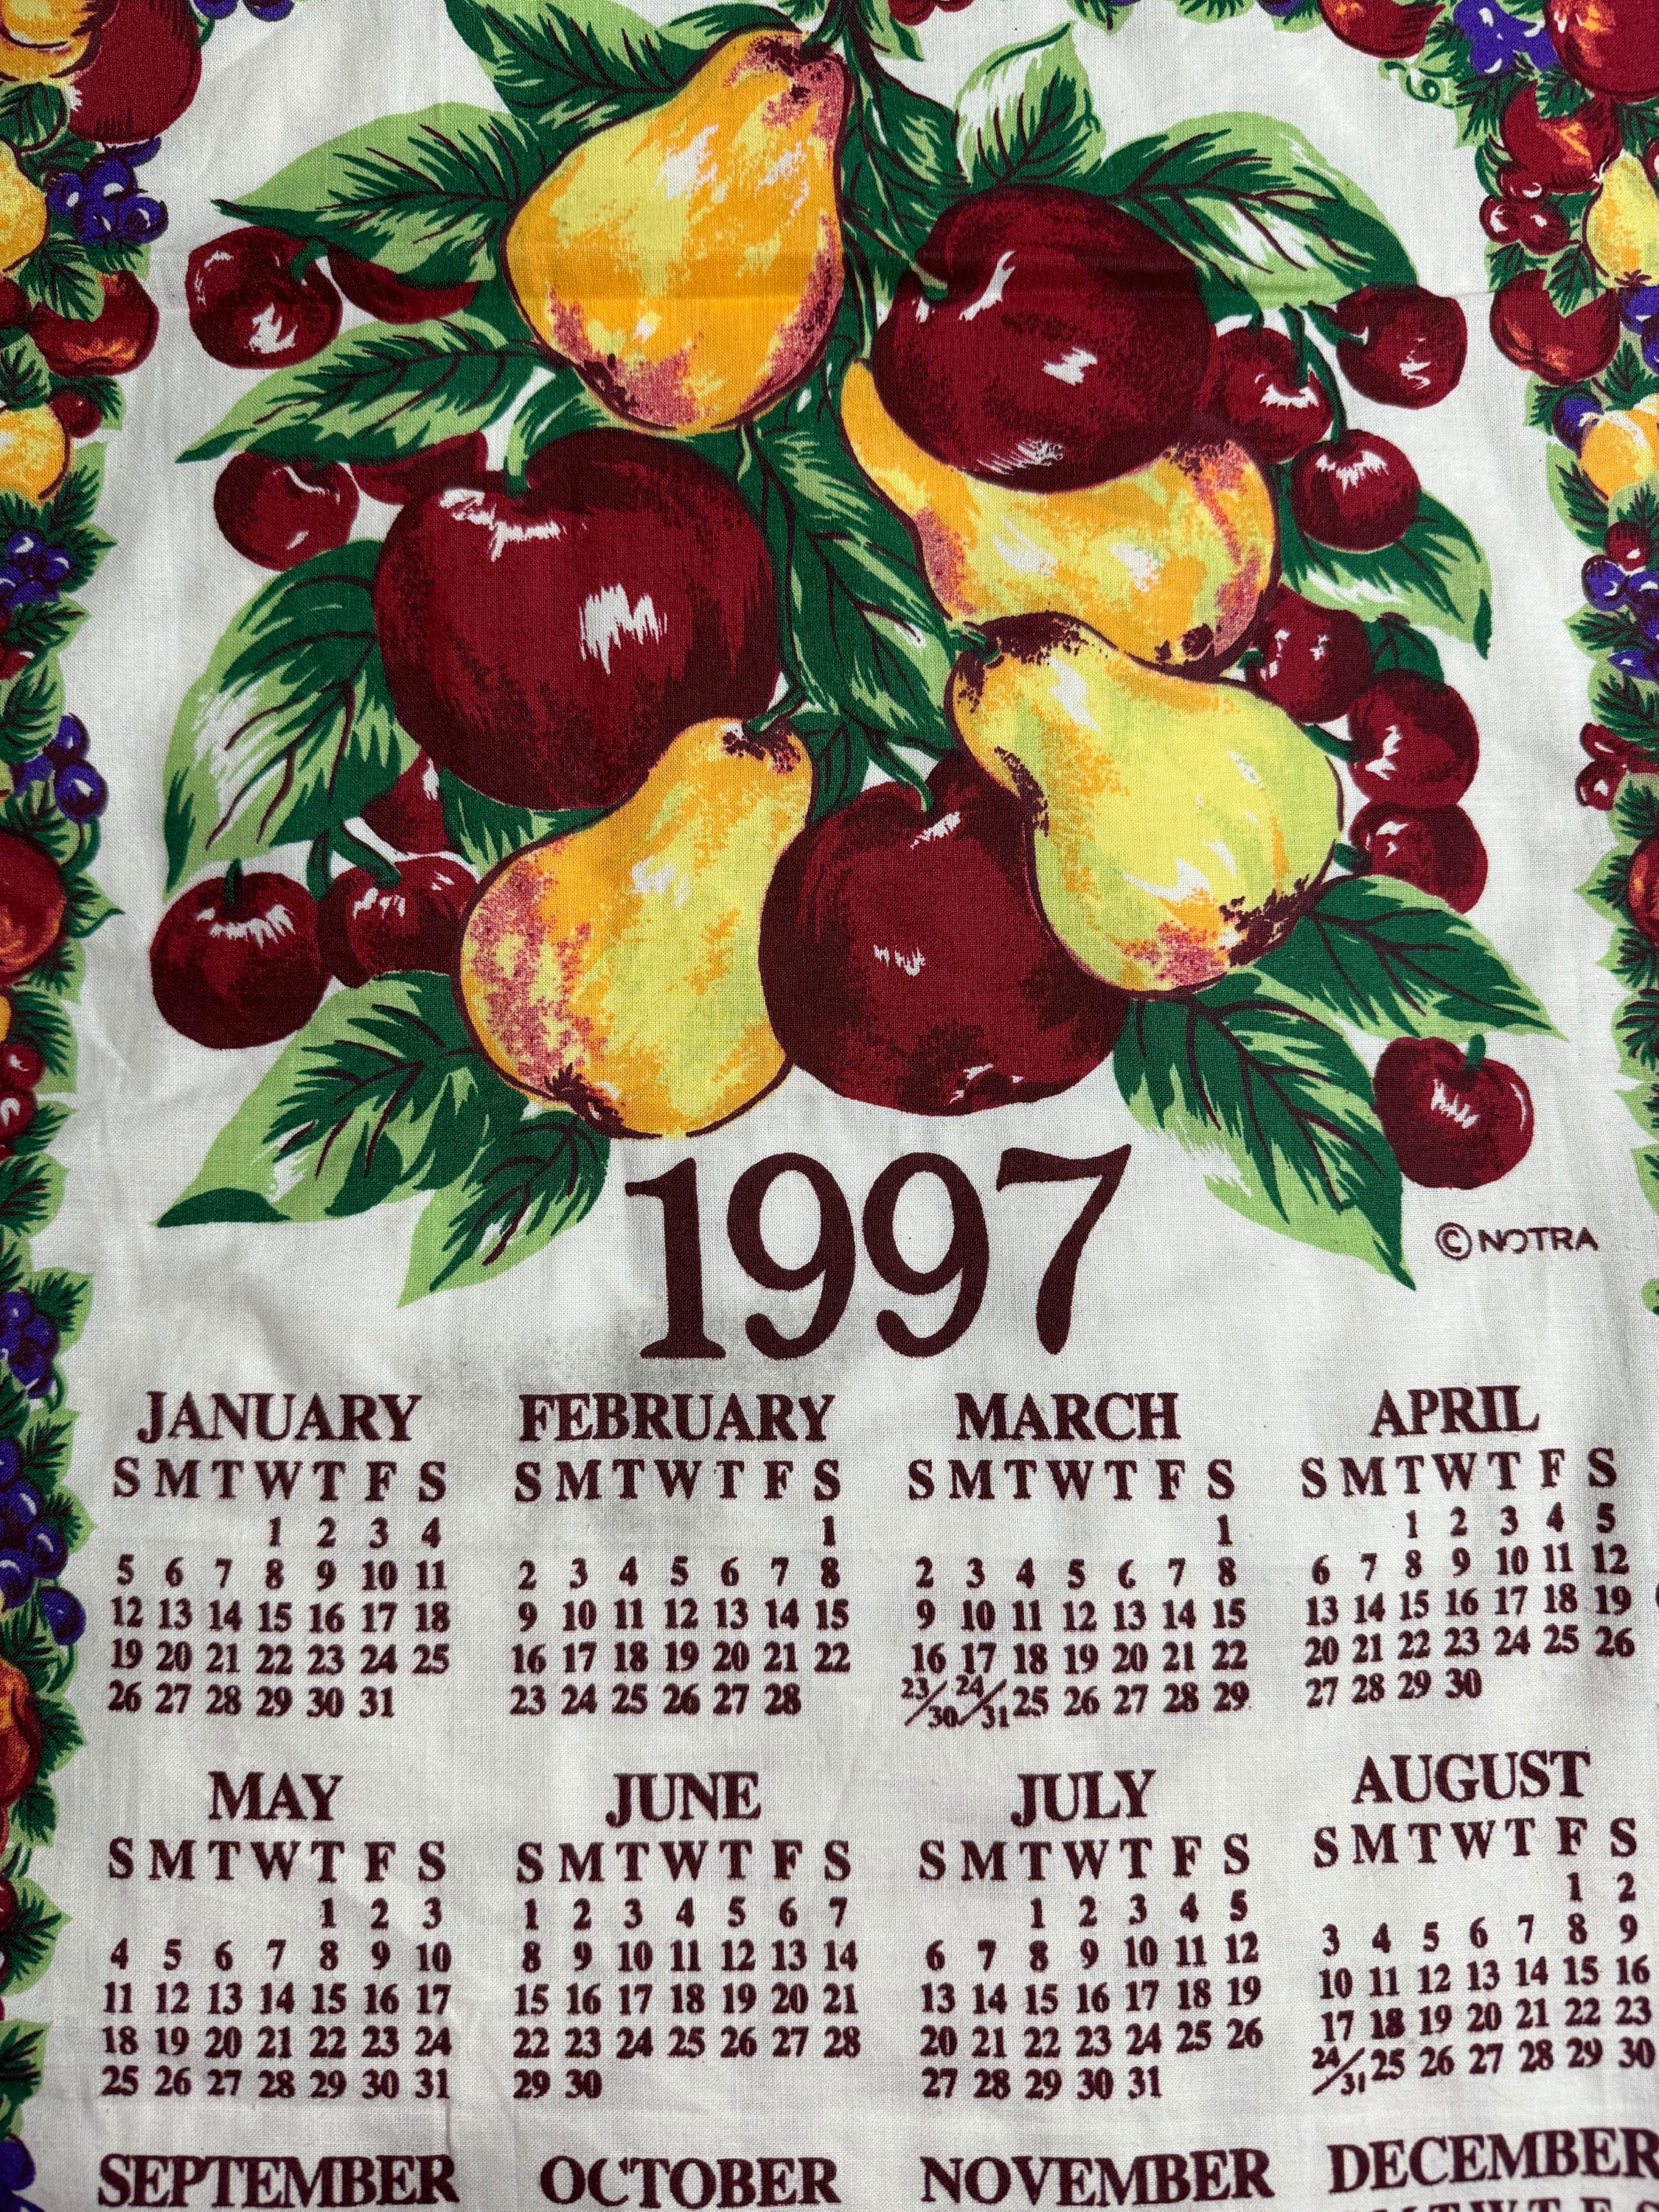 1997
© NOTRA
JANUARY FEBRUARY MARCH APRIL
S M T W T F S S M T W T F S S M T W T F S S M T W T F S
1 2 3 4 1 1 1 2 3 4 5
5 6 7 8 9 10 11 2 3 4 5 6 7 8 2 3 4 5 6 7 8 6 7 8 9 10 11 12
12 13 14 15 16 17 18 9 10 11 12 13 14 15 9 10 11 12 13 14 15 13 14 15 16 17 18 19
19 20 21 22 23 24 25 16 17 18 19 20 21 22 16 17 18 19 20 21 22 20 21 22 23 24 25 26
26 27 28 29 30 31 23 24 25 26 27 28 23/30 24/31 25 26 27 28 29 27 28 29 30
MAY JUNE JULY AUGUST
S M T W T F S S M T W T F S S M T W T F S S M T W T F S
1 2 3 1 2 3 4 5 6 7 1 2 3 4 5 1 2
4 5 6 7 8 9 10 8 9 10 11 12 13 14 6 7 8 9 10 11 12 3 4 5 6 7 8 9
11 12 13 14 15 16 17 15 16 17 18 19 20 21 13 14 15 16 17 18 19 10 11 12 13 14 15 16
18 19 20 21 22 23 24 22 23 24 25 26 27 28 20 21 22 23 24 25 26 17 18 19 20 21 22 23
25 26 27 28 29 30 31 29 30 27 28 29 30 31 24/31 25 26 27 28 29 30
SEPTEMBER OCTOBER NOVEMBER DECEMBER